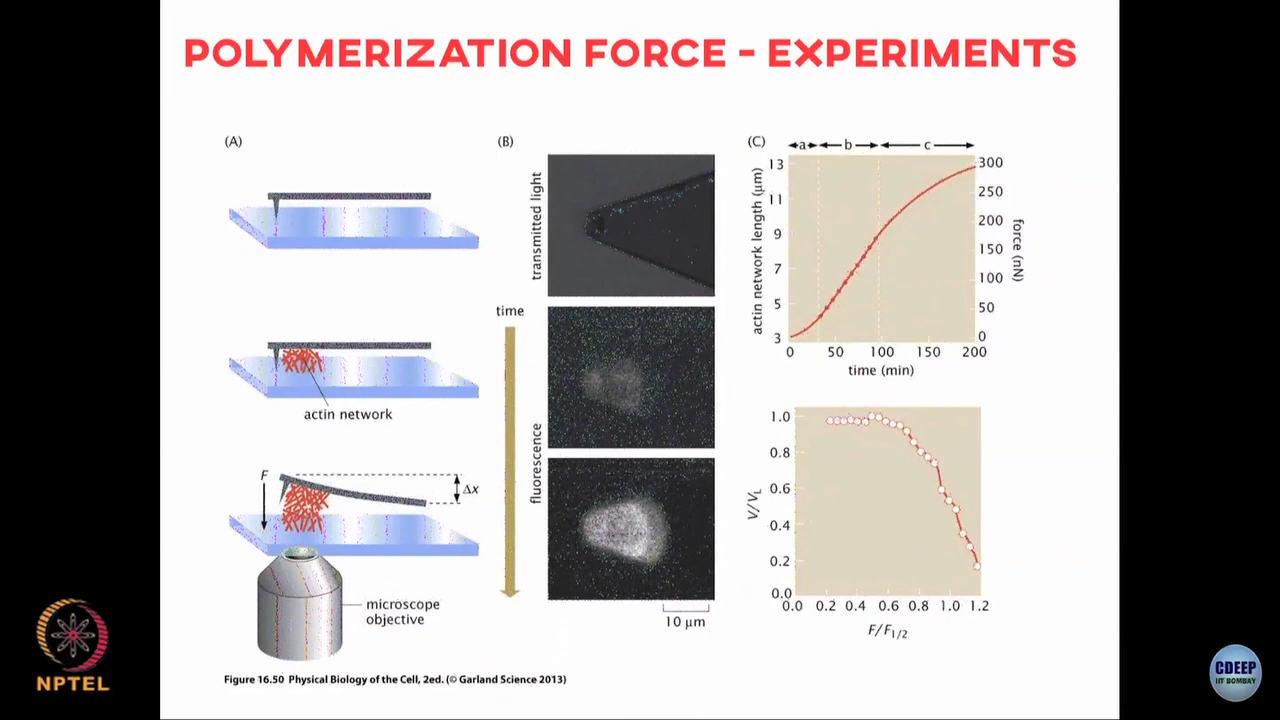 POLYMERIZATION FORCE - EXPERIMENTS
(A)
actin network
F
Δx
microscope
objective
(B)
transmitted light
time
fluorescence
10 μm
(C)
a b c
13
11
9
7
5
3
actin network length (μm)
300
250
200
150
100
50
0
force (nN)
0 50 100 150 200
time (min)
1.0
0.8
0.6
0.4
0.2
0.0
V/VL
0.0 0.2 0.4 0.6 0.8 1.0 1.2
F/F1/2
Figure 16.50 Physical Biology of the Cell, 2ed. (© Garland Science 2013)
NPTEL
CDEEP
IIT BOMBAY